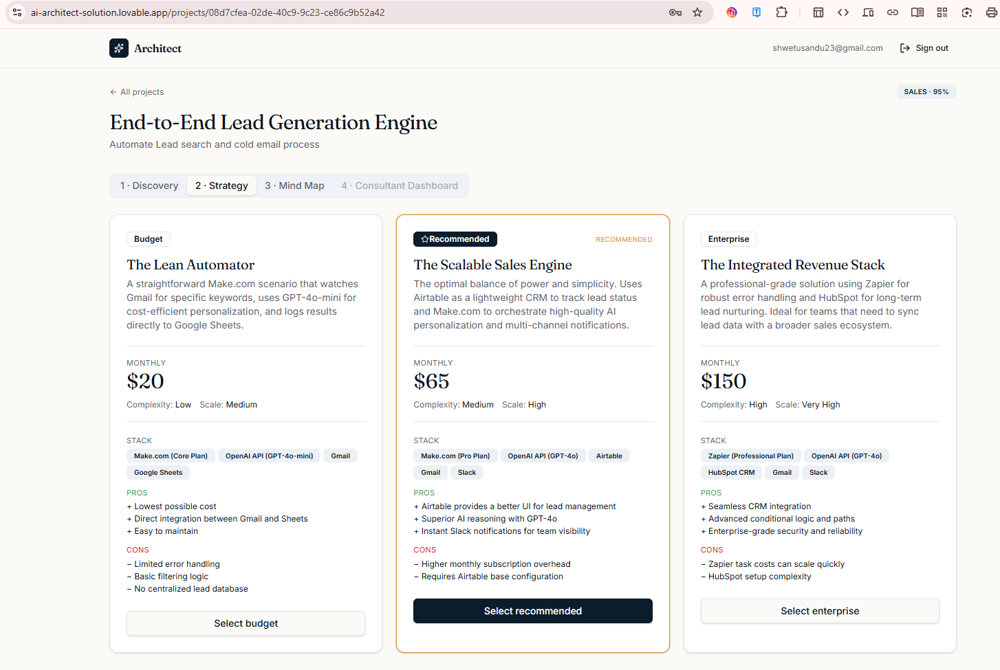 ai-architect-solution.lovable.app/projects/08d7cfea-02de-40c9-9c23-ce86c9b52a42
Architect
shwetusandu23@gmail.com
Sign out
← All projects
SALES · 95%
End-to-End Lead Generation Engine
Automate Lead search and cold email process
1 · Discovery
2 · Strategy
3 · Mind Map
4 · Consultant Dashboard
Budget
The Lean Automator
A straightforward Make.com scenario that watches
Gmail for specific keywords, uses GPT-4o-mini for
cost-efficient personalization, and logs results
directly to Google Sheets.
MONTHLY
$20
Complexity: Low Scale: Medium
STACK
Make.com (Core Plan) OpenAI API (GPT-4o-mini) Gmail
Google Sheets
PROS
+ Lowest possible cost
+ Direct integration between Gmail and Sheets
+ Easy to maintain
CONS
− Limited error handling
− Basic filtering logic
− No centralized lead database
Select budget
Recommended
RECOMMENDED
The Scalable Sales Engine
The optimal balance of power and simplicity. Uses
Airtable as a lightweight CRM to track lead status
and Make.com to orchestrate high-quality AI
personalization and multi-channel notifications.
MONTHLY
$65
Complexity: Medium Scale: High
STACK
Make.com (Pro Plan) OpenAI API (GPT-4o) Airtable
Gmail Slack
PROS
+ Airtable provides a better UI for lead management
+ Superior AI reasoning with GPT-4o
+ Instant Slack notifications for team visibility
CONS
− Higher monthly subscription overhead
− Requires Airtable base configuration
Select recommended
Enterprise
The Integrated Revenue Stack
A professional-grade solution using Zapier for
robust error handling and HubSpot for long-term
lead nurturing. Ideal for teams that need to sync
lead data with a broader sales ecosystem.
MONTHLY
$150
Complexity: High Scale: Very High
STACK
Zapier (Professional Plan) OpenAI API (GPT-4o)
HubSpot CRM Gmail Slack
PROS
+ Seamless CRM integration
+ Advanced conditional logic and paths
+ Enterprise-grade security and reliability
CONS
− Zapier task costs can scale quickly
− HubSpot setup complexity
Select enterprise